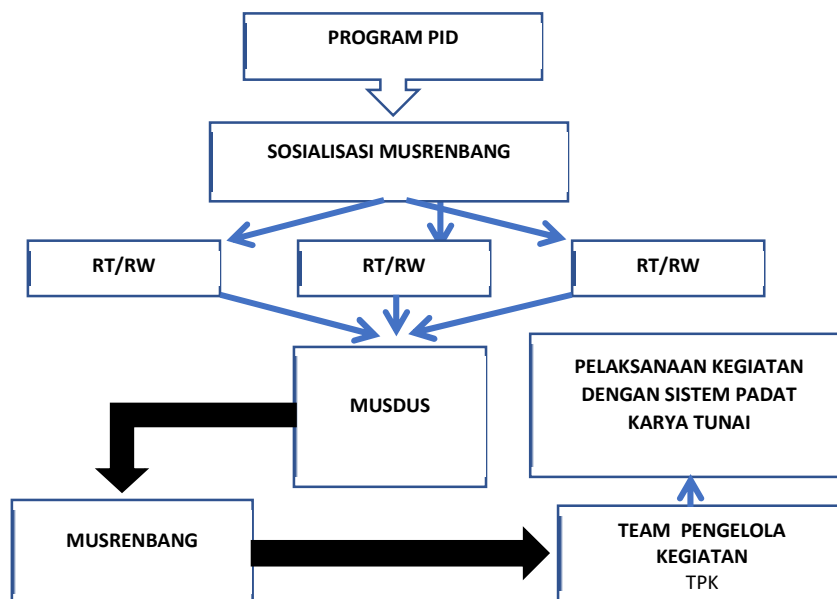 PROGRAM PID
SOSIALISASI MUSRENBANG
RT/RW
RT/RW
RT/RW
MUSDUS
PELAKSANAAN KEGIATAN
DENGAN SISTEM PADAT
KARYA TUNAI
MUSRENBANG
TEAM PENGELOLA
KEGIATAN
TPK